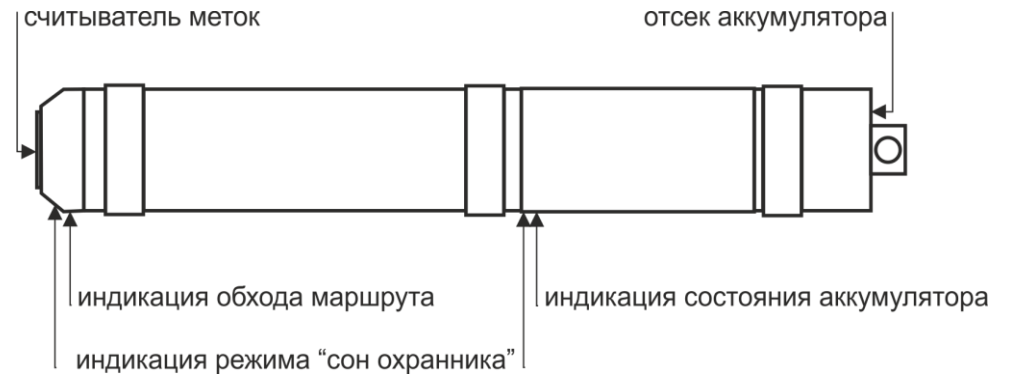 считыватель меток
отсек аккумулятора
индикация обхода маршрута
индикация состояния аккумулятора
индикация режима “сон охранника”